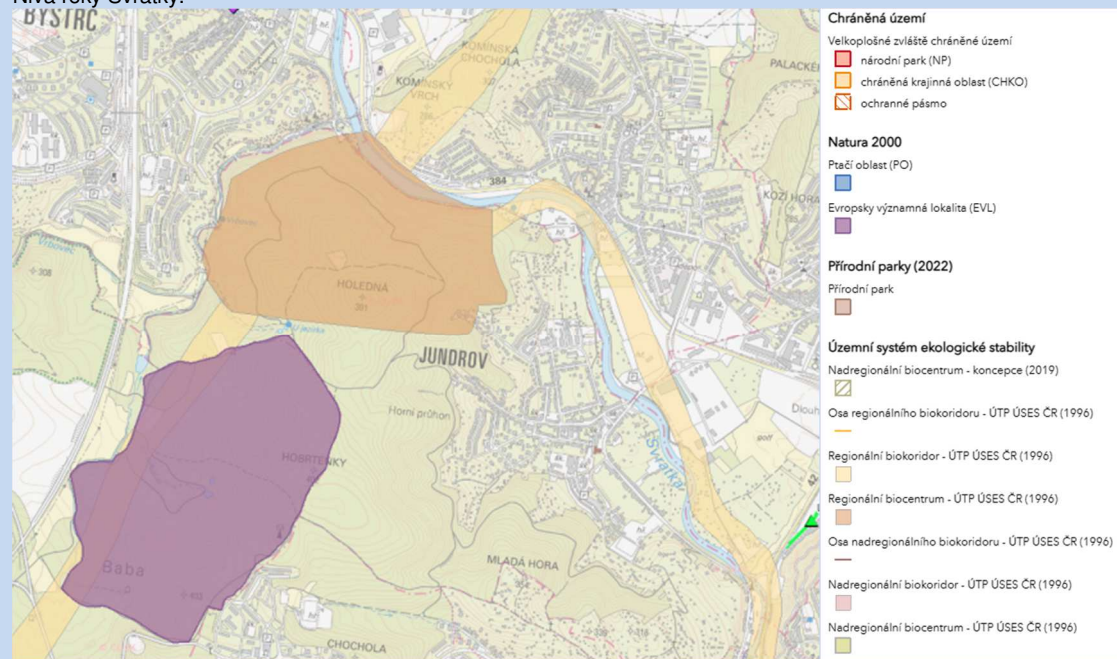 Niva řeky Svratky.
BYSTRC
KOMÍNSKÁ
CHOCHOLA
KOMÍNSKÝ
VRCH
PALACKÉ
384
KOZÍ HORA
Vrbovec
308
HOLEDNÁ
391
U jezírka
JUNDROV
Horní průhon
Svratka
golf
HOBRTENKY
Baba
MLADÁ HORA
CHOCHOLA
Chráněná území
Velkoplošné zvláště chráněné území
národní park (NP)
chráněná krajinná oblast (CHKO)
ochranné pásmo
Natura 2000
Ptačí oblast (PO)
Evropsky významná lokalita (EVL)
Přírodní parky (2022)
Přírodní park
Územní systém ekologické stability
Nadregionální biocentrum - koncepce (2019)
Osa regionálního biokoridoru - ÚTP ÚSES ČR (1996)
Regionální biokoridor - ÚTP ÚSES ČR (1996)
Regionální biocentrum - ÚTP ÚSES ČR (1996)
Osa nadregionálního biokoridoru - ÚTP ÚSES ČR (1996)
Nadregionální biokoridor - ÚTP ÚSES ČR (1996)
Nadregionální biocentrum - ÚTP ÚSES ČR (1996)